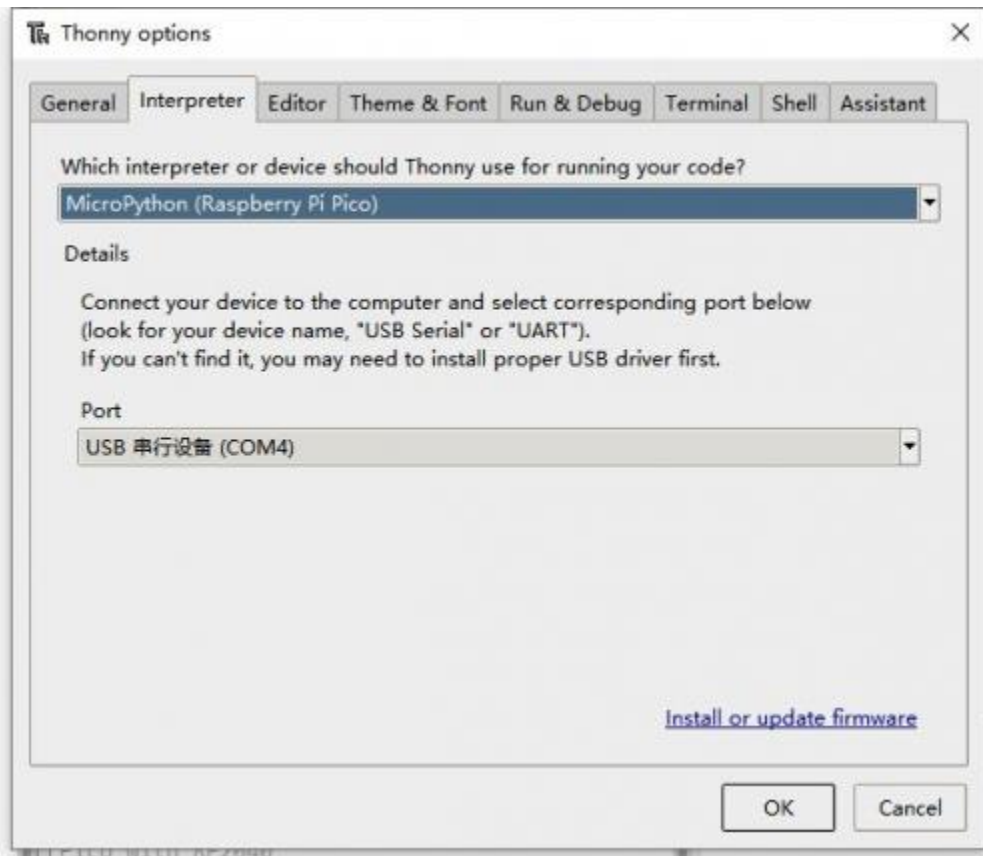 Thonny options
General Interpreter Editor Theme & Font Run & Debug Terminal Shell Assistant
Which interpreter or device should Thonny use for running your code?
MicroPython (Raspberry Pi Pico)
Details
Connect your device to the computer and select corresponding port below
(look for your device name, "USB Serial" or "UART").
If you can't find it, you may need to install proper USB driver first.
Port
USB 串行设备 (COM4)
Install or update firmware
OK Cancel